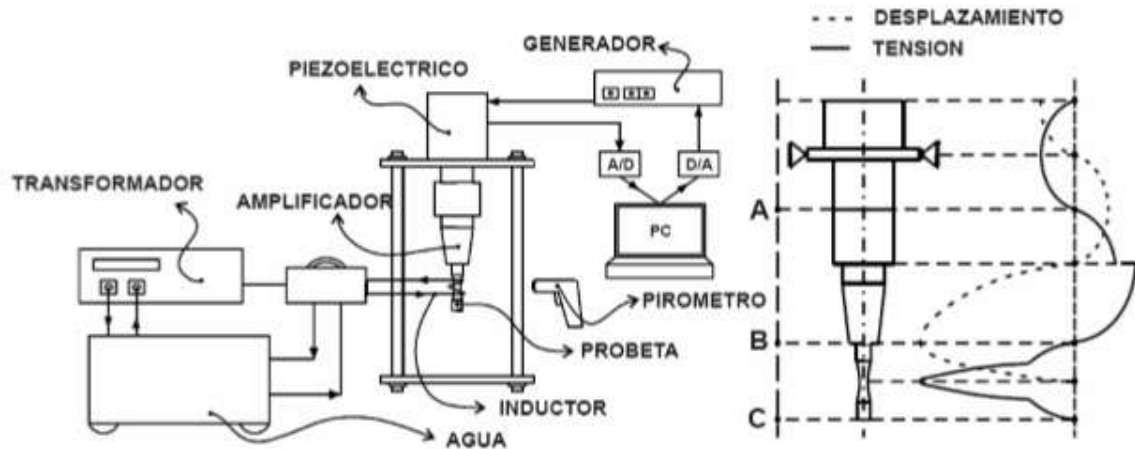 GENERADOR
PIEZOELECTRICO
TRANSFORMADOR
AMPLIFICADOR
A/D
D/A
PC
PIROMETRO
PROBETA
INDUCTOR
AGUA
DESPLAZAMIENTO
TENSION
A
B
C